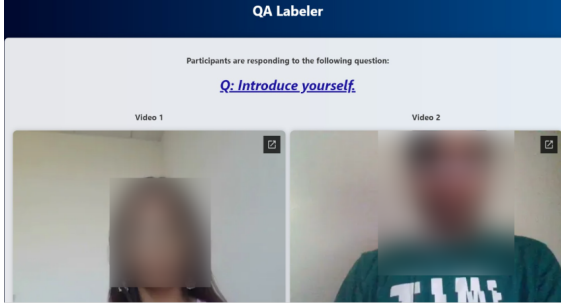 QA Labeler
Participants are responding to the following question:
Q: Introduce yourself.
Video 1
Video 2